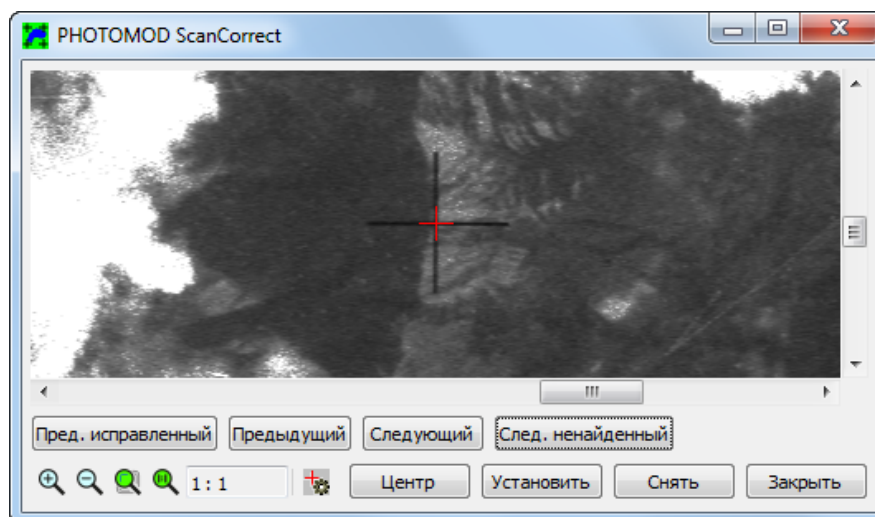 PHOTOMOD ScanCorrect
Пред. исправленный Предыдущий Следующий След. ненайденный
1 : 1 Центр Установить Снять Закрыть